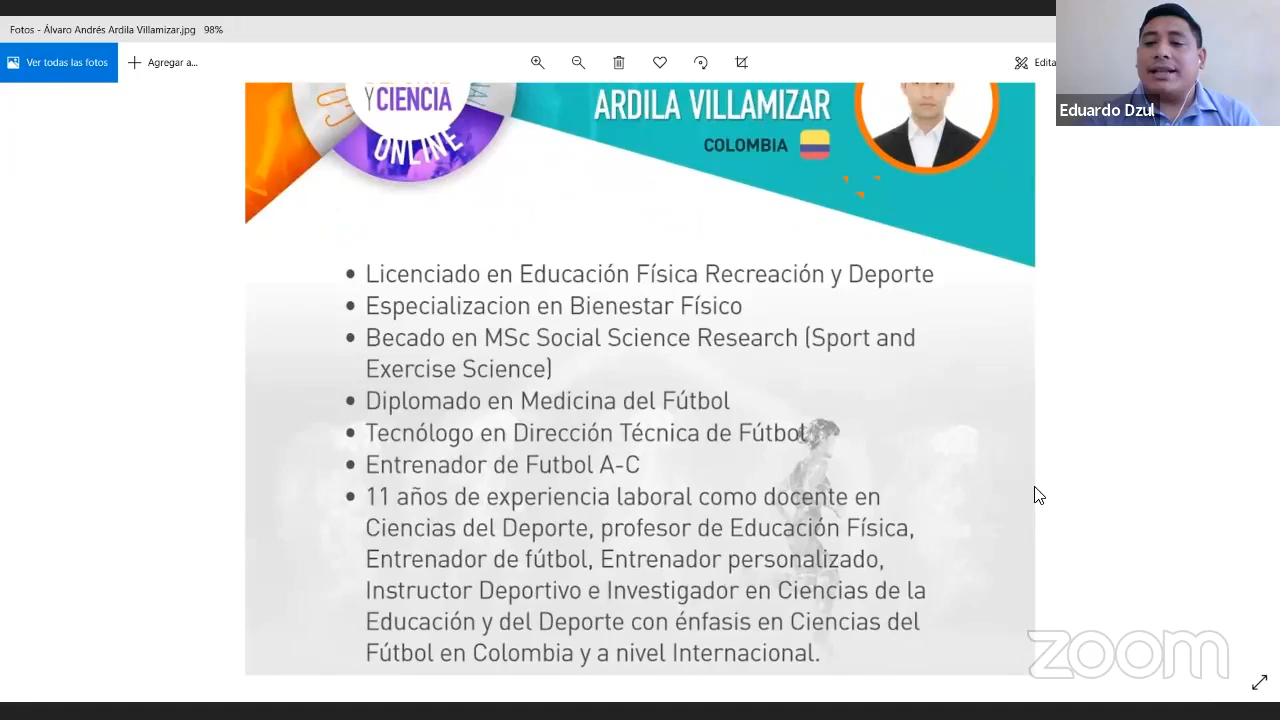 Fotos - Álvaro Andrés Ardila Villamizar.jpg 98%
Ver todas las fotos
Agregar a...
Edita
Eduardo Dzul
Y CIENCIA
ONLINE
ARDILA VILLAMIZAR
COLOMBIA
• Licenciado en Educación Física Recreación y Deporte
• Especializacion en Bienestar Físico
• Becado en MSc Social Science Research (Sport and
Exercise Science)
• Diplomado en Medicina del Fútbol
• Tecnólogo en Dirección Técnica de Fútbol
• Entrenador de Futbol A-C
• 11 años de experiencia laboral como docente en
Ciencias del Deporte, profesor de Educación Física,
Entrenador de fútbol, Entrenador personalizado,
Instructor Deportivo e Investigador en Ciencias de la
Educación y del Deporte con énfasis en Ciencias del
Fútbol en Colombia y a nivel Internacional.
zoom